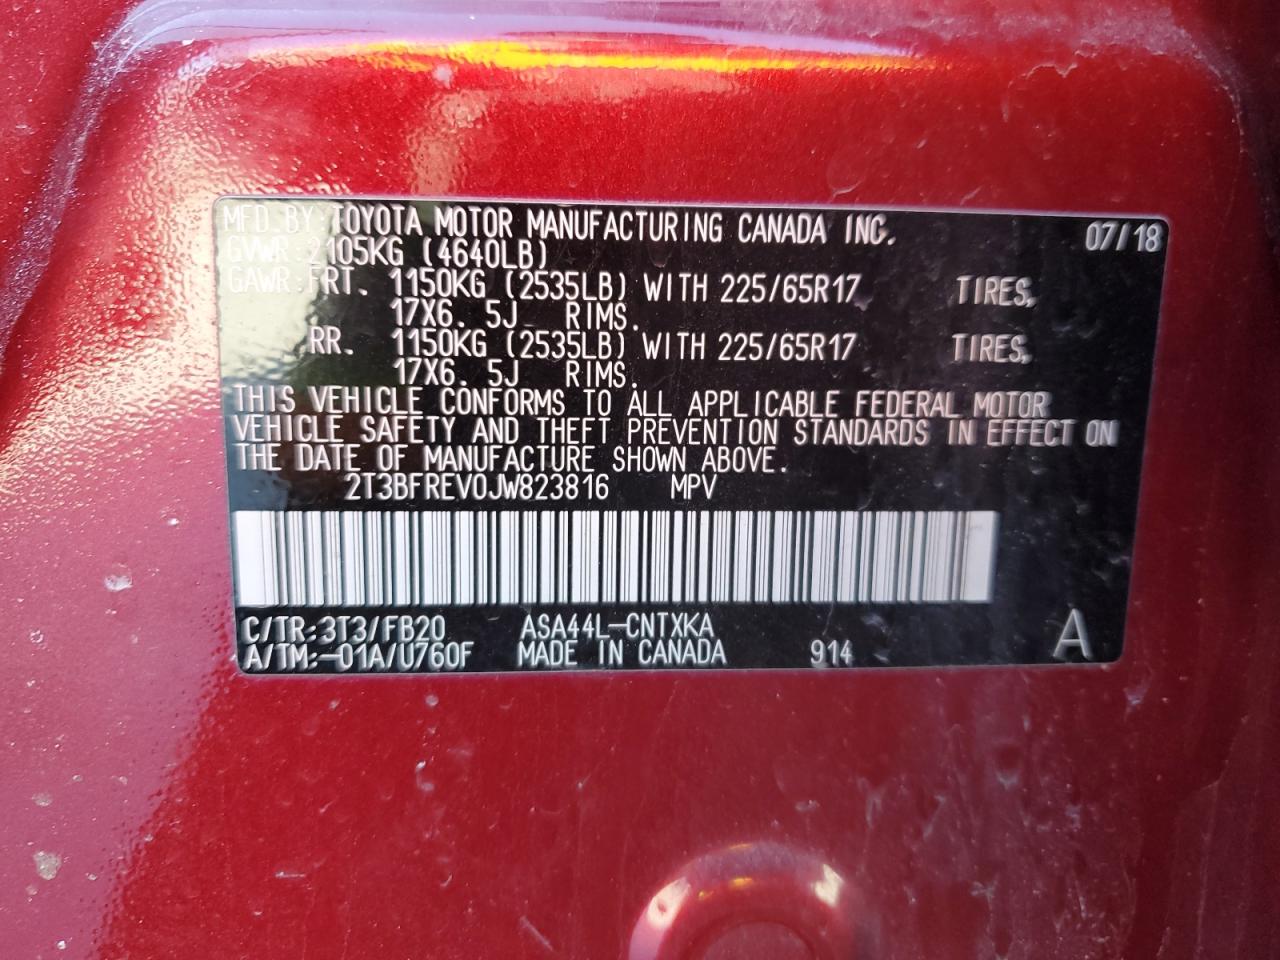 MFD. BY: TOYOTA MOTOR MANUFACTURING CANADA INC. 07/18
GVWR: 2105KG (4640LB)
GAWR: FRT. 1150KG (2535LB) WITH 225/65R17 TIRES,
17X6. 5J RIMS.
RR. 1150KG (2535LB) WITH 225/65R17 TIRES,
17X6. 5J RIMS.
THIS VEHICLE CONFORMS TO ALL APPLICABLE FEDERAL MOTOR
VEHICLE SAFETY AND THEFT PREVENTION STANDARDS IN EFFECT ON
THE DATE OF MANUFACTURE SHOWN ABOVE.
2T3BFREV0JW823816 MPV
C/TR: 3T3/FB20 ASA44L-CNTXKA A
A/TM:-01A/U760F MADE IN CANADA 914